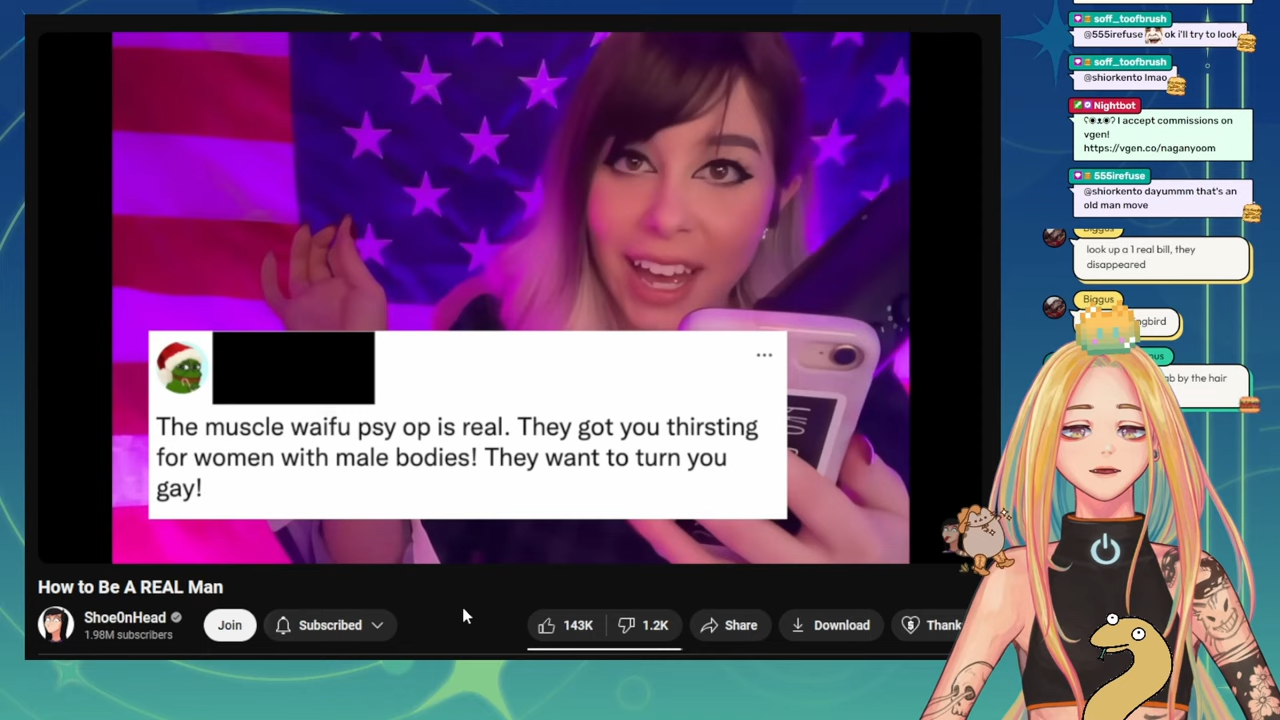 The muscle waifu psy op is real. They got you thirsting
for women with male bodies! They want to turn you
gay!
How to Be A REAL Man
Shoe0nHead
1.98M subscribers
Join
Subscribed
143K
1.2K
Share
Download
Thank
soff_toofbrush
@555irefuse ok i'll try to look
soff_toofbrush
@shiorkento lmao
Nightbot
ʕ◉ᴥ◉ʔ I accept commissions on
vgen!
https://vgen.co/naganyoom
555irefuse
@shiorkento dayummm that's an
old man move
Biggus
look up a 1 real bill, they
disappeared
Biggus
ngbird
ab by the hair